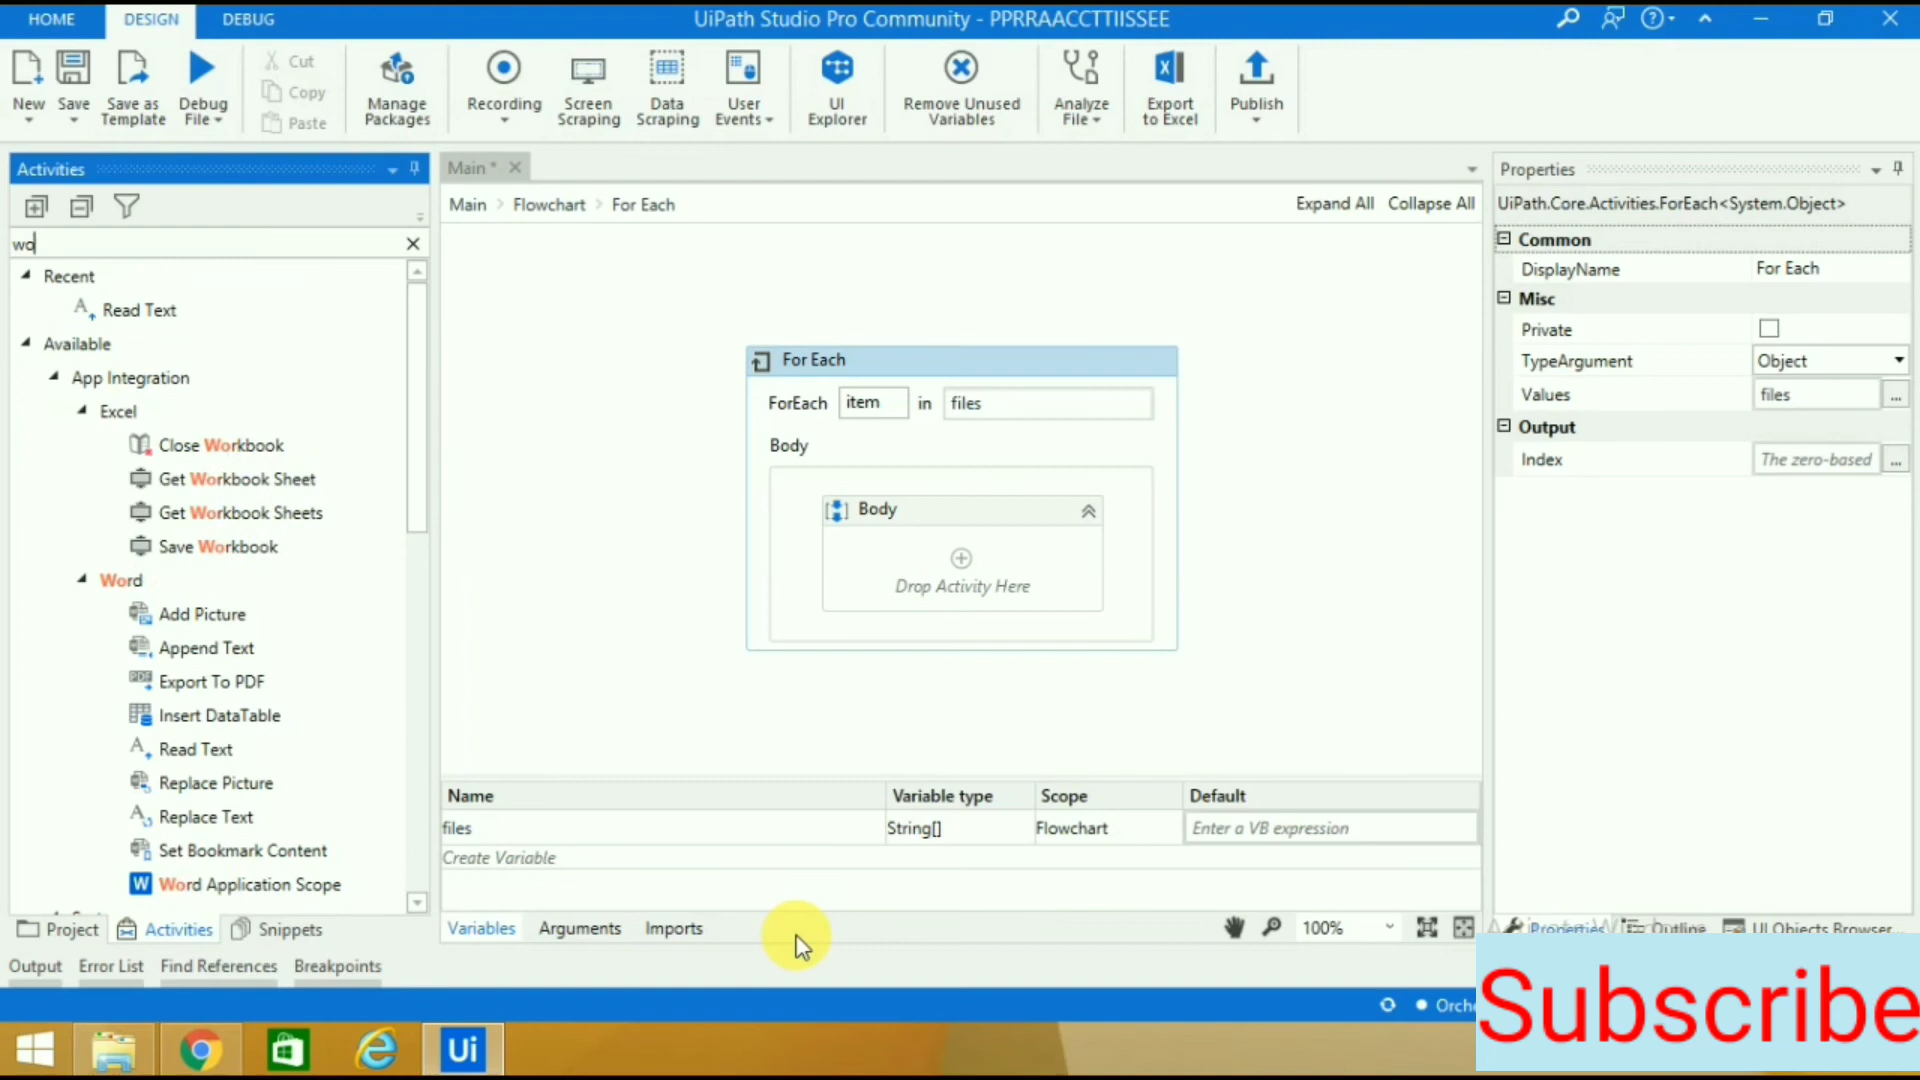 HOME DESIGN DEBUG UiPath Studio Pro Community - PPRRAACCTTIISSEE
New Save Save as Template Debug File Cut Copy Paste Manage Packages Recording Screen Scraping Data Scraping User Events UI Explorer Remove Unused Variables Analyze File Export to Excel Publish
Activities
wo
Recent
Read Text
Available
App Integration
Excel
Close Workbook
Get Workbook Sheet
Get Workbook Sheets
Save Workbook
Word
Add Picture
Append Text
Export To PDF
Insert DataTable
Read Text
Replace Picture
Replace Text
Set Bookmark Content
W Word Application Scope
Project Activities Snippets
Main *
Main > Flowchart > For Each Expand All Collapse All
For Each
ForEach item in files
Body
Body
Drop Activity Here
Name Variable type Scope Default
files String[] Flowchart Enter a VB expression
Create Variable
Variables Arguments Imports 100%
Properties
UiPath.Core.Activities.ForEach<System.Object>
Common
DisplayName For Each
Misc
Private
TypeArgument Object
Values files ...
Output
Index The zero-based ...
Properties Outline UI Objects Browser...
Output Error List Find References Breakpoints
Orche
Subscribe
Ui